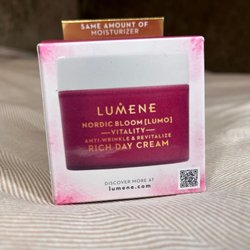 SAME AMOUNT OF
MOISTURIZER
LUMENE
NORDIC BLOOM [LUMO]
—VITALITY—
ANTI-WRINKLE & REVITALIZE
RICH DAY CREAM
DISCOVER MORE AT
lumene.com